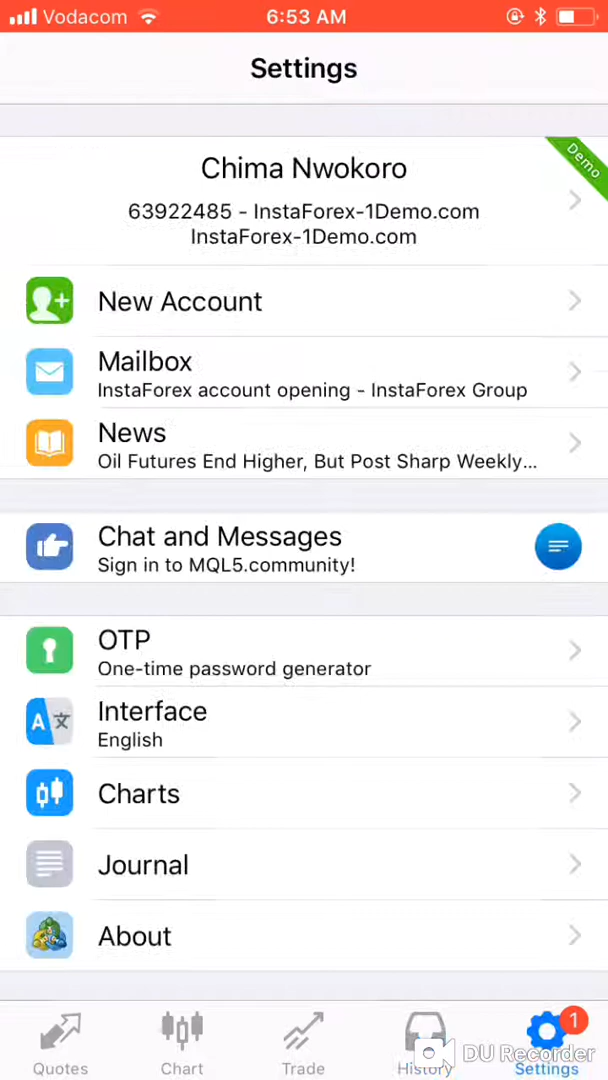 Vodacom 6:53 AM
Settings
Demo
Chima Nwokoro
63922485 - InstaForex-1Demo.com
InstaForex-1Demo.com
New Account
Mailbox
InstaForex account opening - InstaForex Group
News
Oil Futures End Higher, But Post Sharp Weekly...
Chat and Messages
Sign in to MQL5.community!
OTP
One-time password generator
A 文
Interface
English
Charts
Journal
About
1
DU Recorder
Quotes Chart Trade History Settings